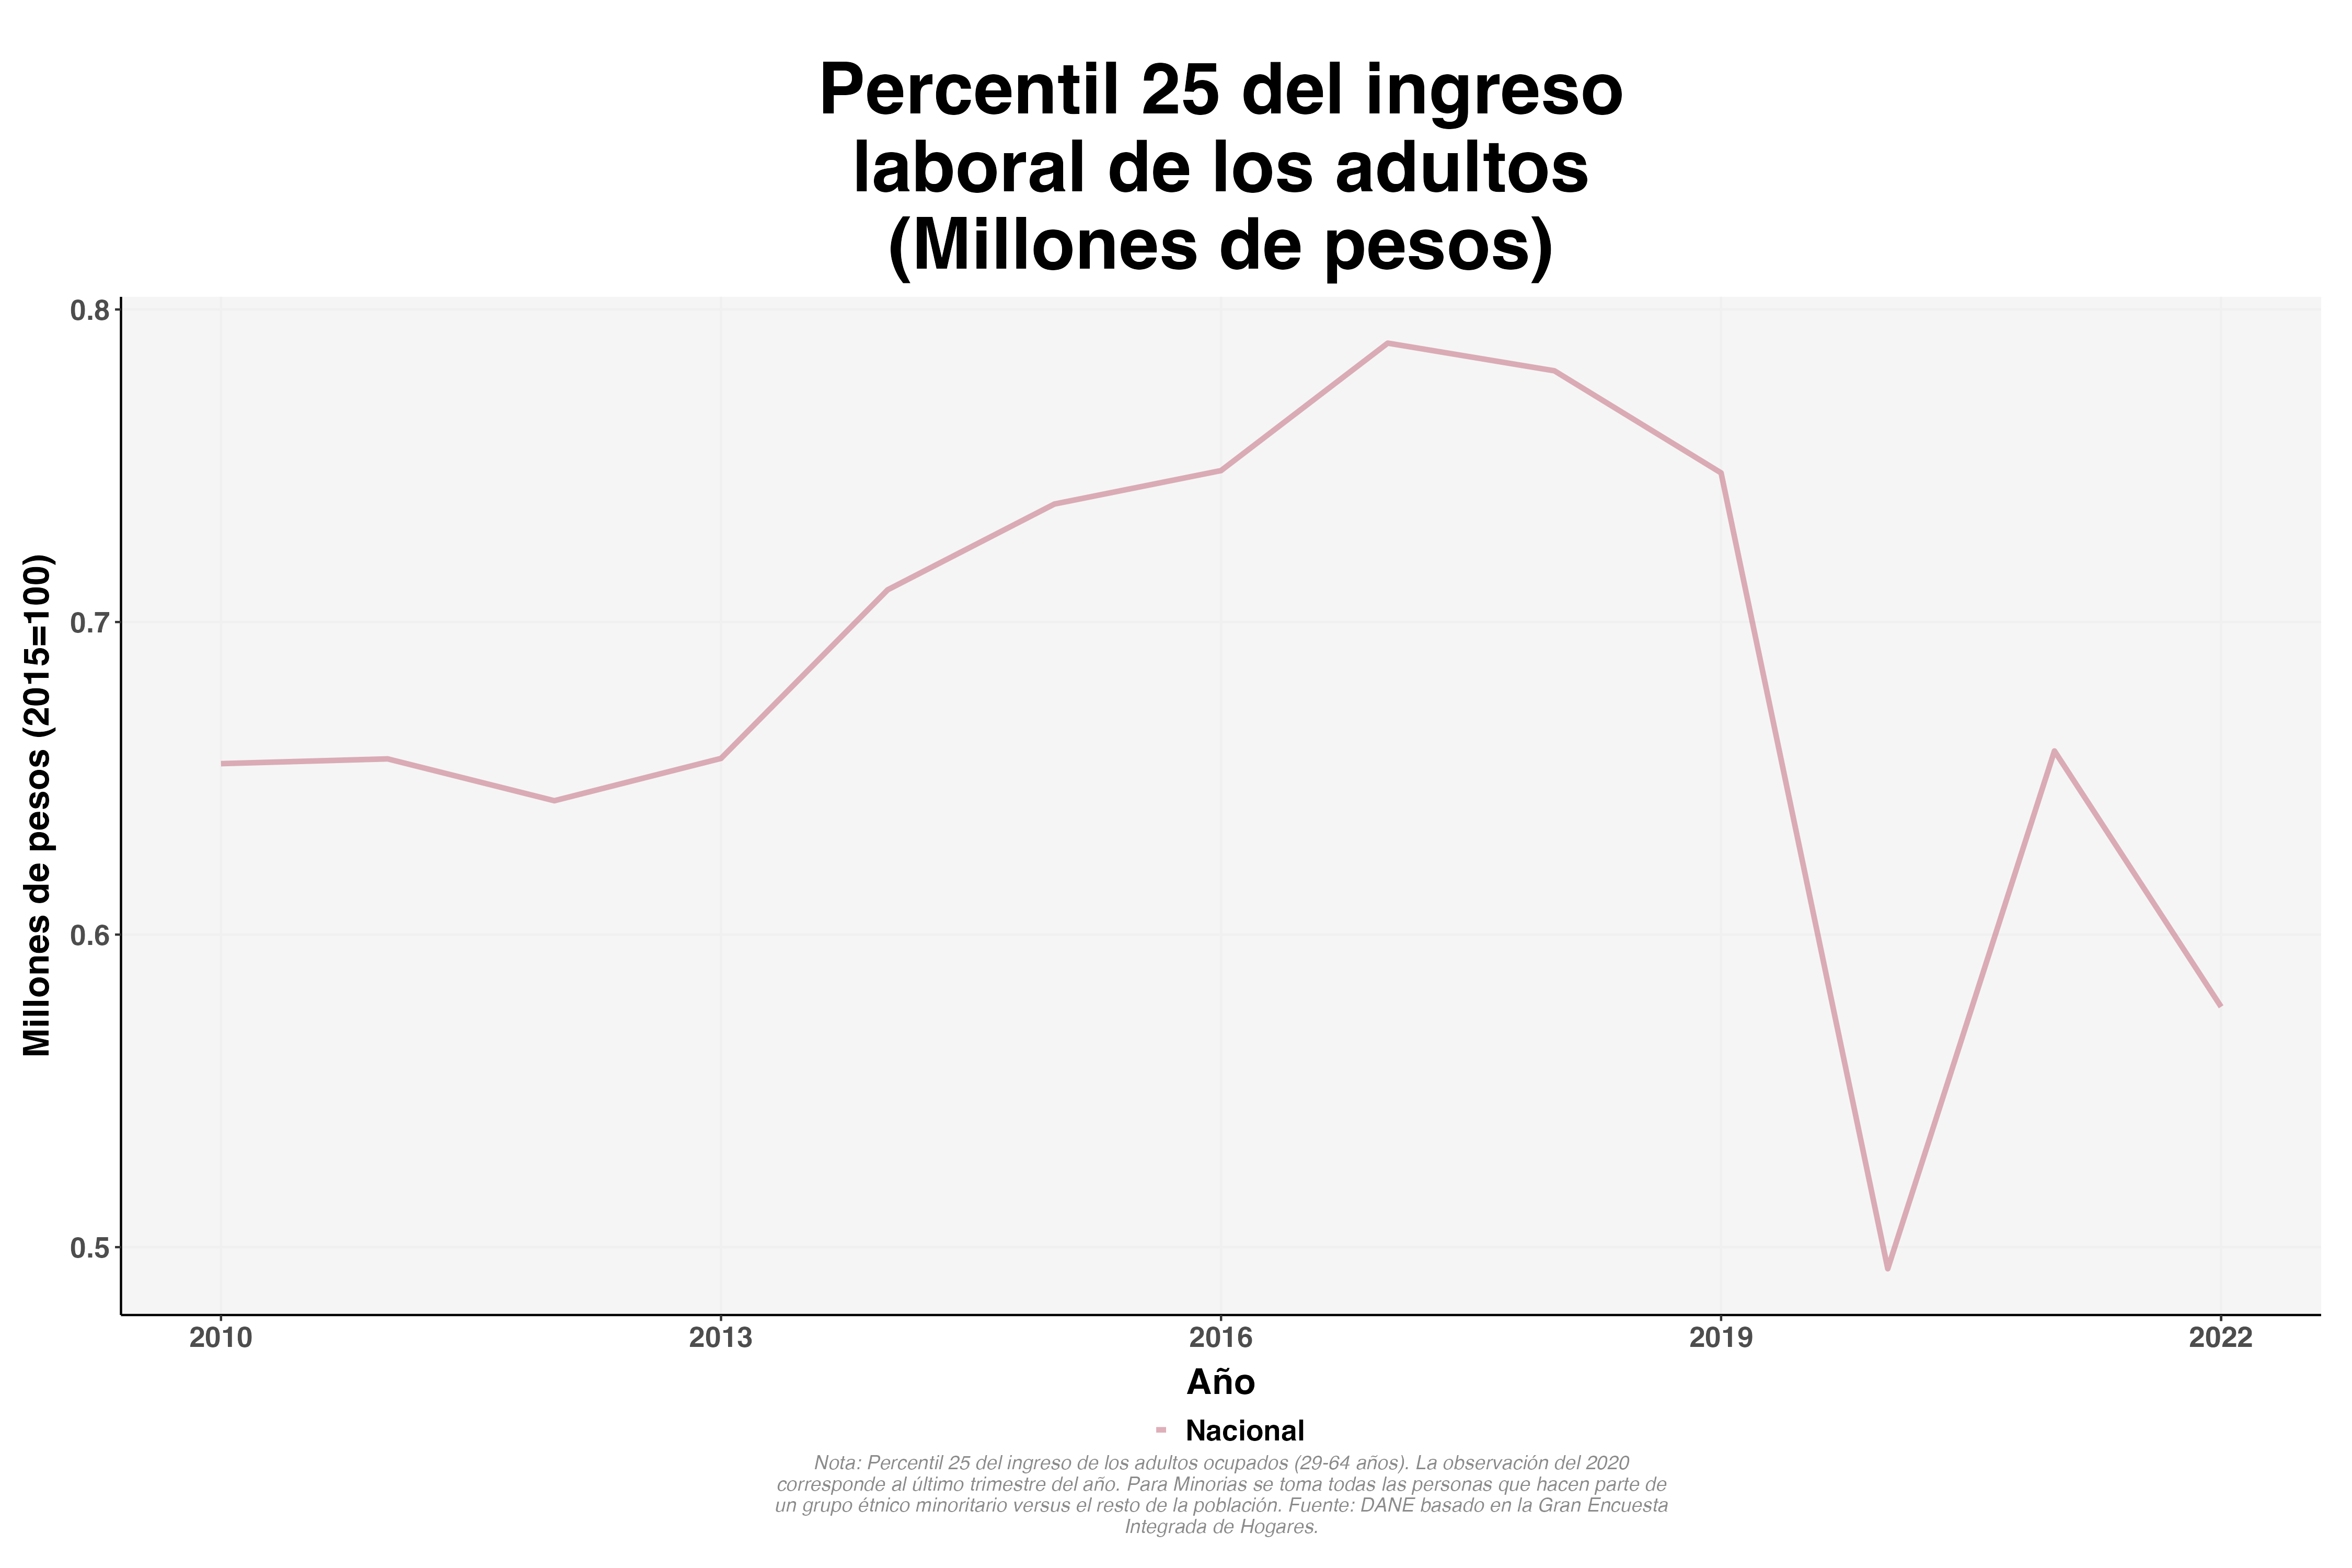 Percentil 25 del ingreso
laboral de los adultos
(Millones de pesos)
Millones de pesos (2015=100)
0.8
0.7
0.6
0.5
2010
2013
2016
2019
2022
Año
Nacional
Nota: Percentil 25 del ingreso de los adultos ocupados (29-64 años). La observación del 2020
corresponde al último trimestre del año. Para Minorias se toma todas las personas que hacen parte de
un grupo étnico minoritario versus el resto de la población. Fuente: DANE basado en la Gran Encuesta
Integrada de Hogares.